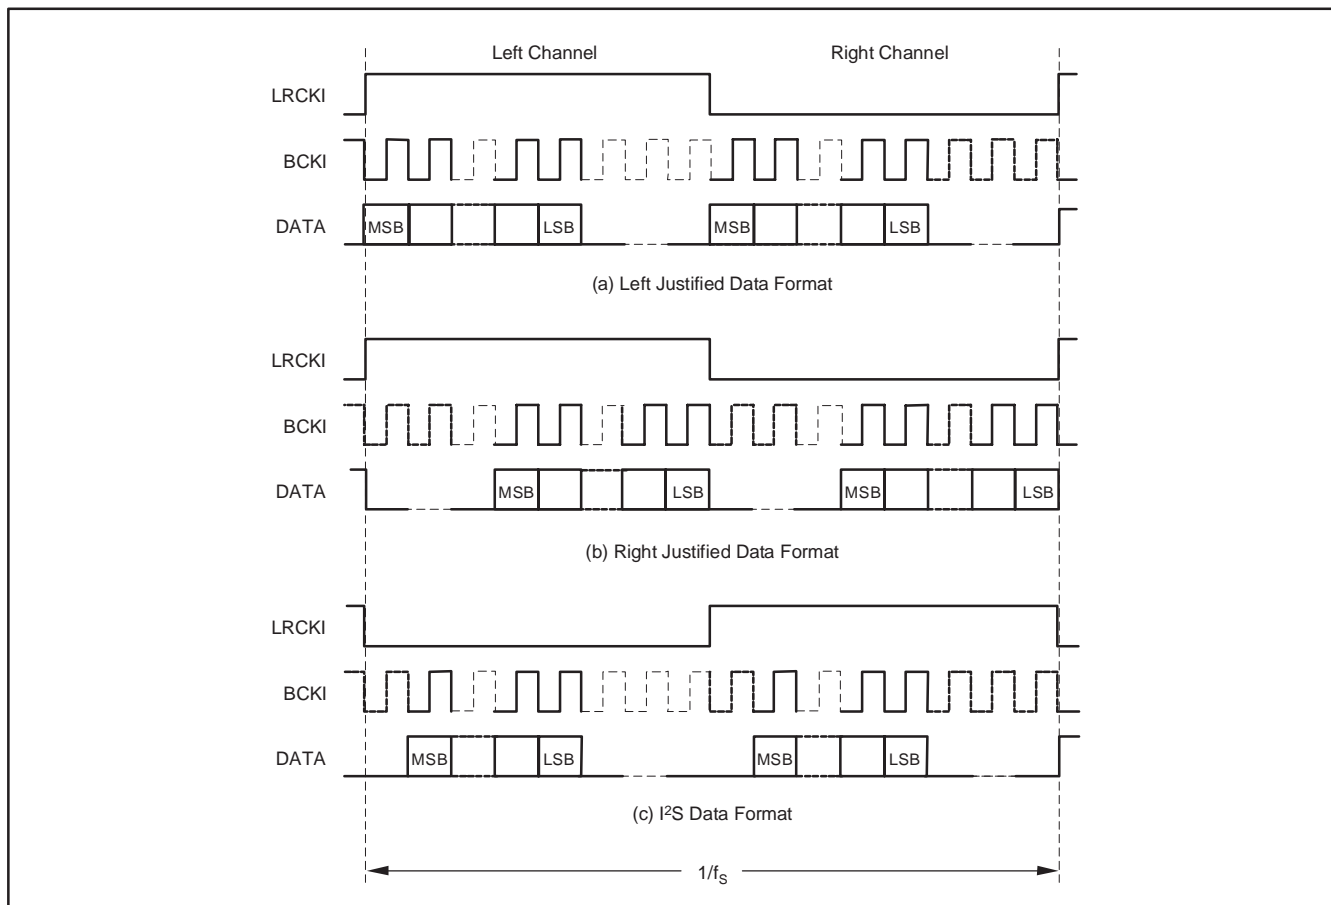 Left Channel Right Channel
LRCKI
BCKI
DATA MSB LSB MSB LSB
(a) Left Justified Data Format
LRCKI
BCKI
DATA MSB LSB MSB LSB
(b) Right Justified Data Format
LRCKI
BCKI
DATA MSB LSB MSB LSB
(c) I²S Data Format
1/fS